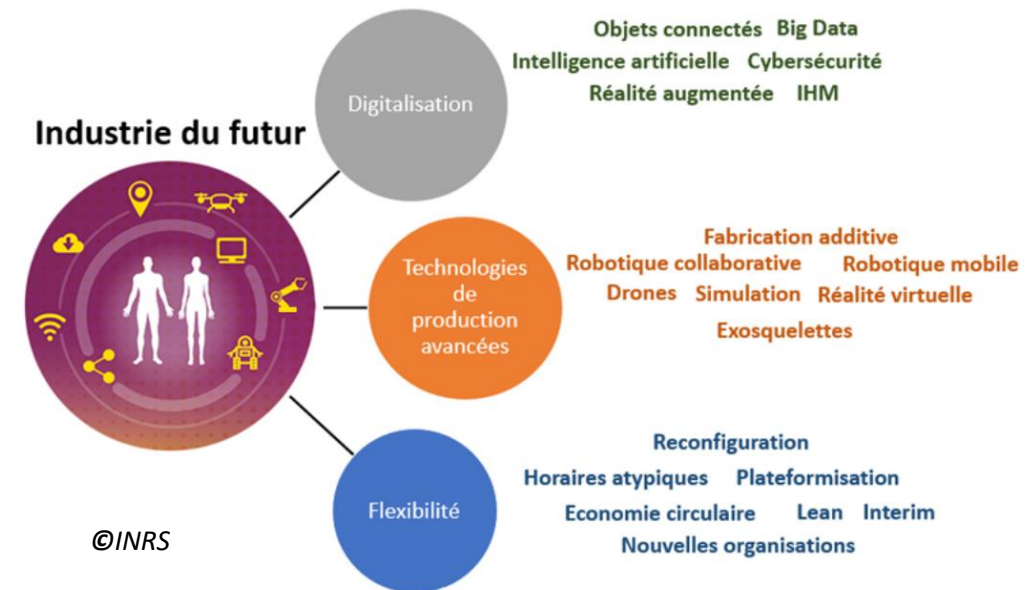 Industrie du futur
Digitalisation
Objets connectés Big Data
Intelligence artificielle Cybersécurité
Réalité augmentée IHM
Technologies
de
production
avancées
Fabrication additive
Robotique collaborative Robotique mobile
Drones Simulation Réalité virtuelle
Exosquelettes
Flexibilité
Reconfiguration
Horaires atypiques Plateformisation
Economie circulaire Lean Interim
Nouvelles organisations
©INRS